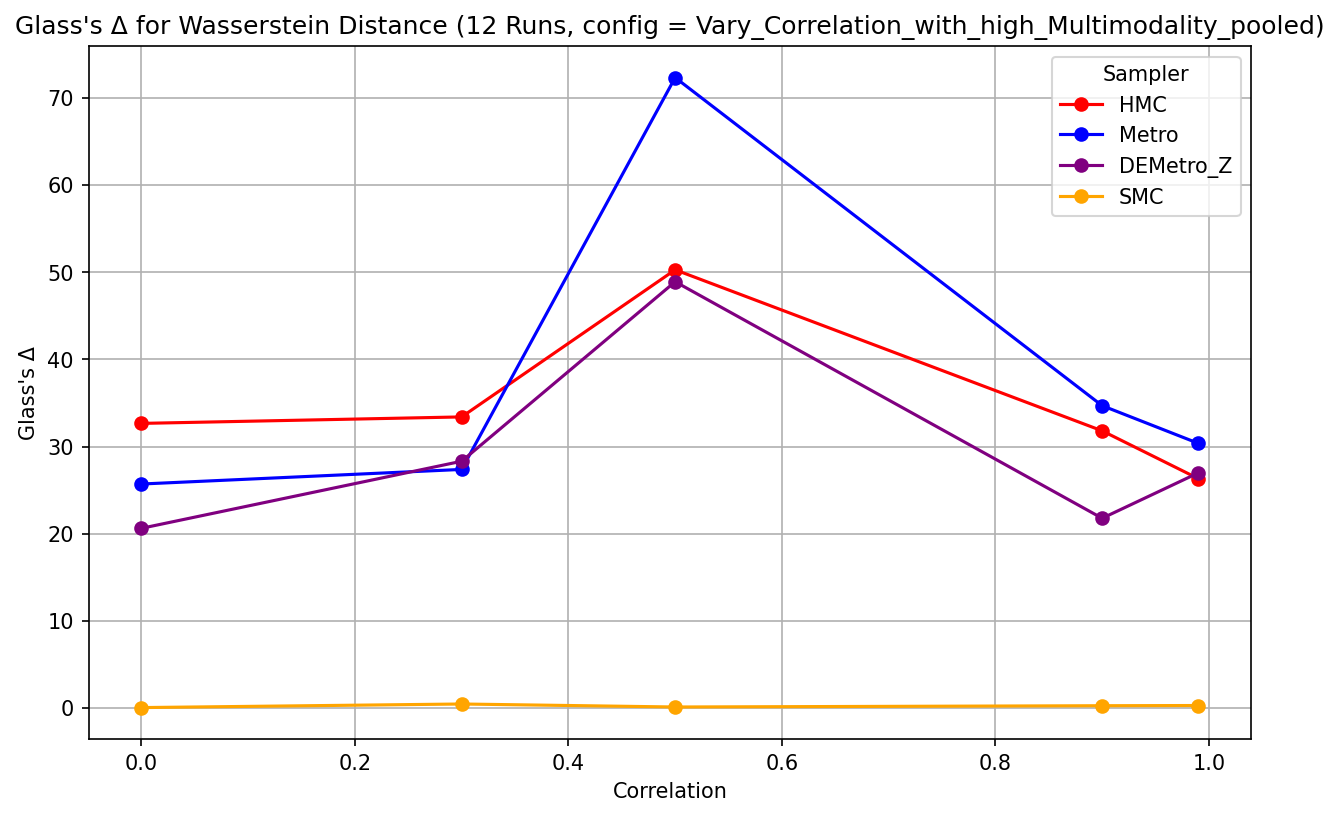 Glass's Δ for Wasserstein Distance (12 Runs, config = Vary_Correlation_with_high_Multimodality_pooled)
Sampler
HMC
Metro
DEMetro_Z
SMC
70
60
50
40
30
20
10
0
Glass's Δ
0.0 0.2 0.4 0.6 0.8 1.0
Correlation